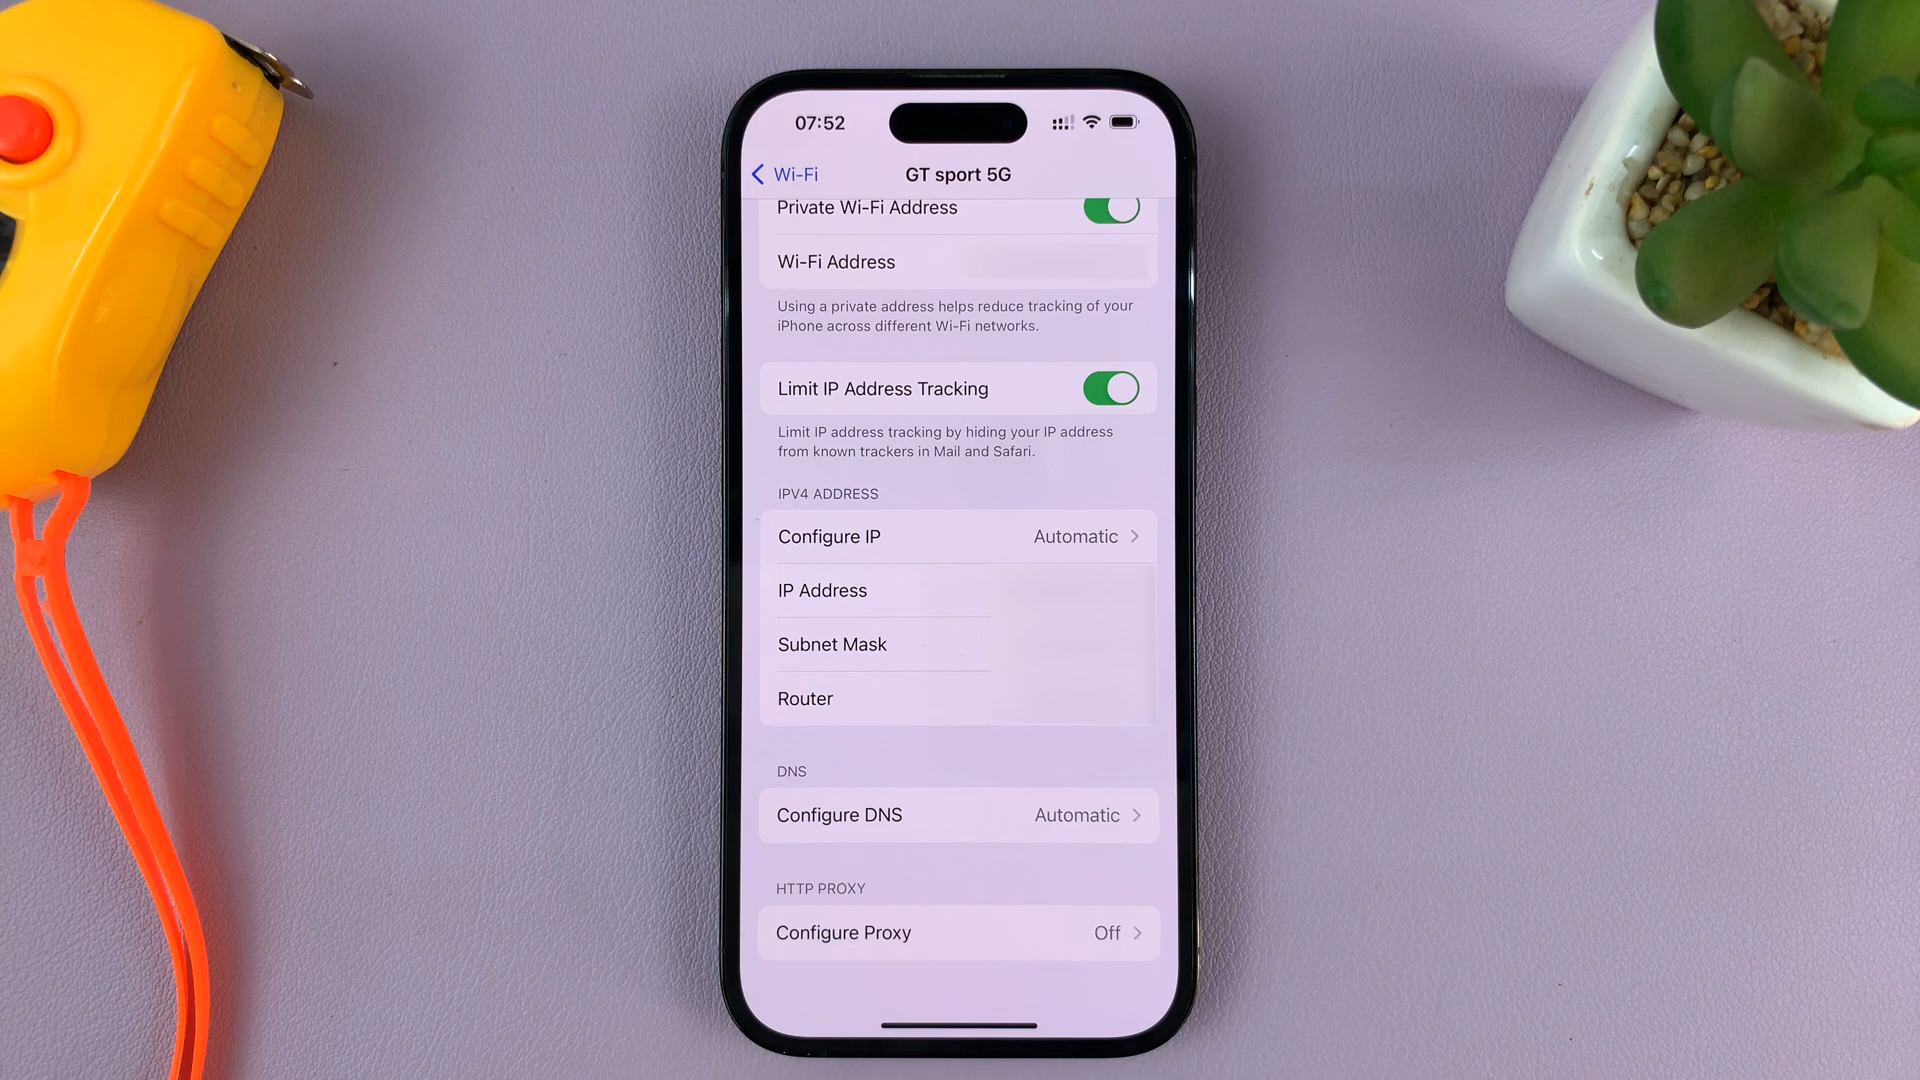 07:52
Wi-Fi
GT sport 5G
Private Wi-Fi Address
Wi-Fi Address
Using a private address helps reduce tracking of your
iPhone across different Wi-Fi networks.
Limit IP Address Tracking
Limit IP address tracking by hiding your IP address
from known trackers in Mail and Safari.
IPV4 ADDRESS
Configure IP Automatic
IP Address
Subnet Mask
Router
DNS
Configure DNS Automatic
HTTP PROXY
Configure Proxy Off